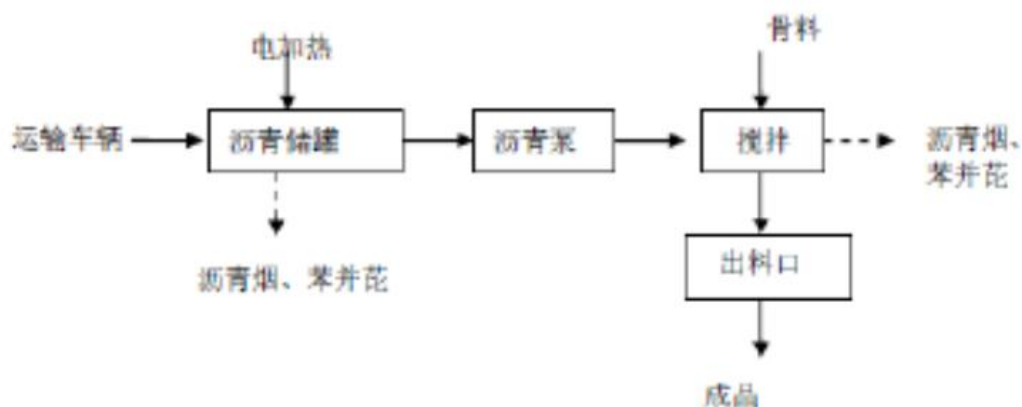 电加热
骨料
运输车辆
沥青储罐
沥青泵
搅拌
沥青烟、
苯并芘
沥青烟、苯并芘
出料口
成品